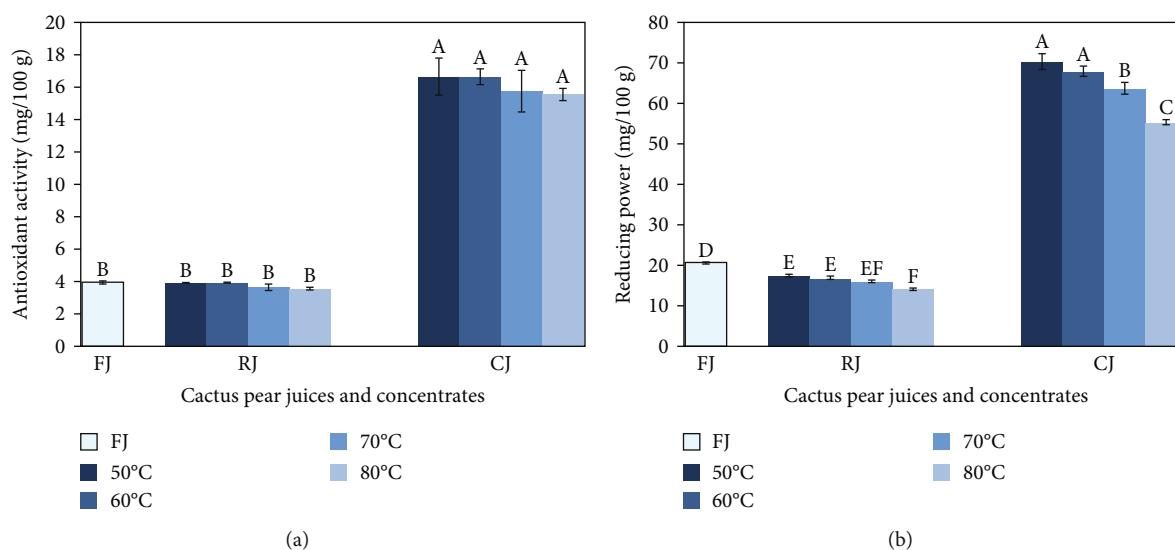 20
18
16
14
12
10
8
6
4
2
0
Antioxidant activity (mg/100 g)
B
B
B
B
B
A
A
A
A
FJ
RJ
CJ
Cactus pear juices and concentrates
FJ
50°C
60°C
70°C
80°C
(a)
80
70
60
50
40
30
20
10
0
Reducing power (mg/100 g)
D
E
E
EF
F
A
A
B
C
FJ
RJ
CJ
Cactus pear juices and concentrates
FJ
50°C
60°C
70°C
80°C
(b)